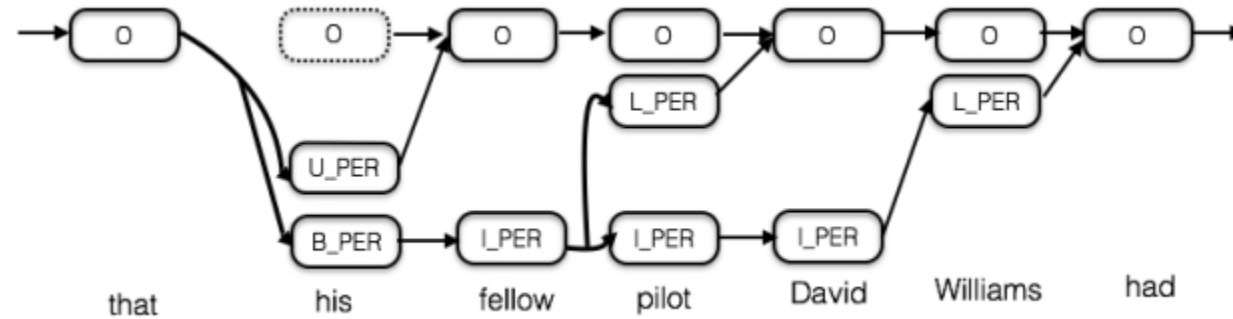 O O O O O O O
L_PER L_PER
U_PER
B_PER I_PER I_PER I_PER
that his fellow pilot David Williams had